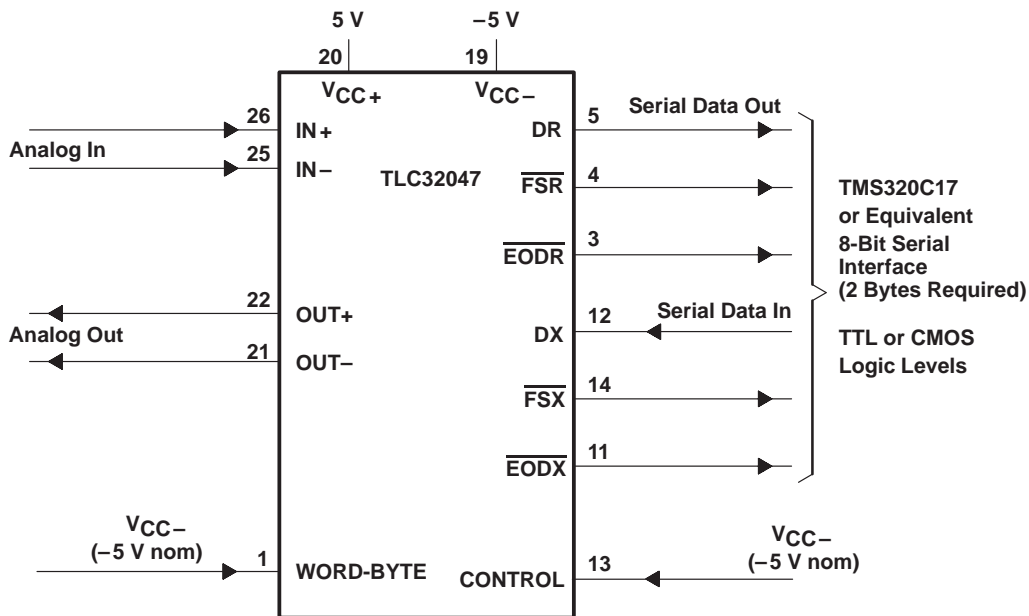 5 V
–5 V
20
19
VCC+
VCC–
26
IN+
Analog In
25
IN–
TLC32047
DR
5
Serial Data Out
FSR
4
EODR
3
22
OUT+
Analog Out
21
OUT–
DX
12
Serial Data In
FSX
14
EODX
11
TMS320C17
or Equivalent
8-Bit Serial
Interface
(2 Bytes Required)
TTL or CMOS
Logic Levels
VCC–
(–5 V nom)
1
WORD-BYTE
CONTROL
13
VCC–
(–5 V nom)